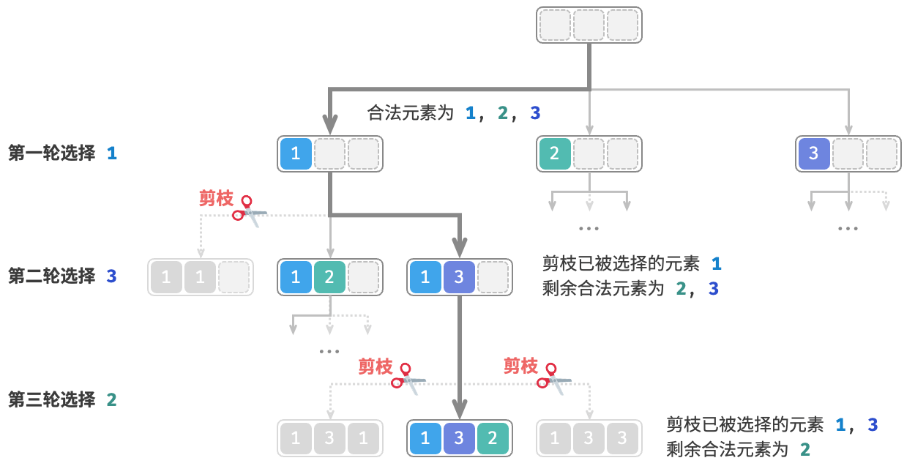 合法元素为 1, 2, 3
第一轮选择 1
1
2
3
剪枝
...
...
第二轮选择 3
1 1
1 2
1 3
剪枝已被选择的元素 1
剩余合法元素为 2, 3
...
剪枝
剪枝
第三轮选择 2
1 3 1
1 3 2
1 3 3
剪枝已被选择的元素 1, 3
剩余合法元素为 2